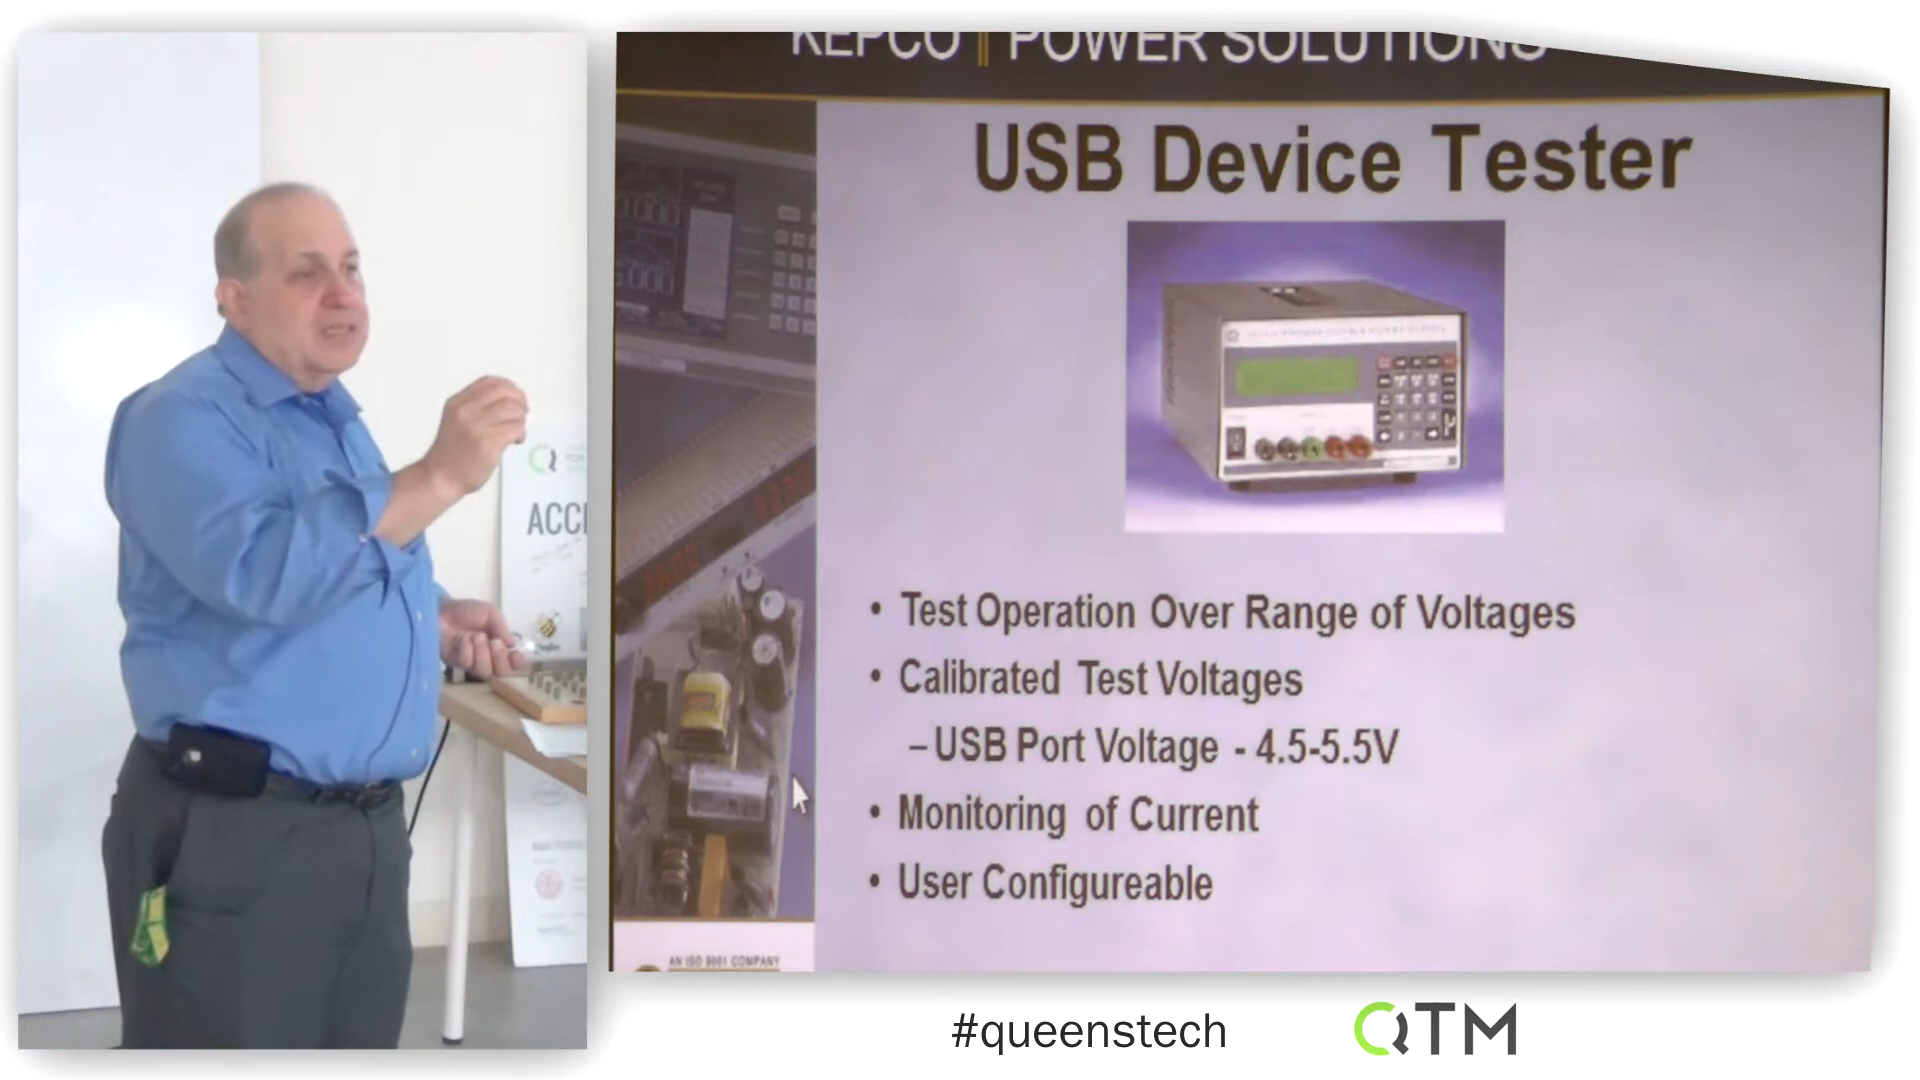 KEPCO POWER SOLUTIONS
USB Device Tester
• Test Operation Over Range of Voltages
• Calibrated Test Voltages
– USB Port Voltage - 4.5-5.5V
• Monitoring of Current
• User Configureable
AN ISO 9001 COMPANY
ACC
#queenstech
QTM